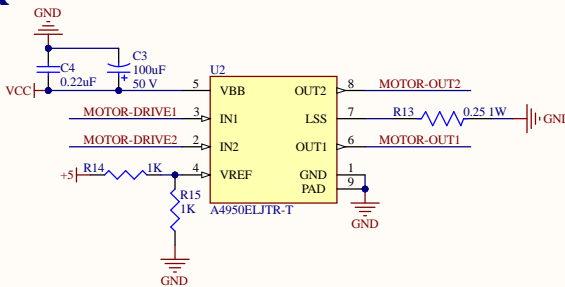 GND
C4
0.22uF
C3
100uF
50 V
VCC
U2
5 VBB
OUT2 8 MOTOR-OUT2
MOTOR-DRIVE1 3 IN1
LSS 7 R13 0.25 1W GND
MOTOR-DRIVE2 2 IN2
OUT1 6 MOTOR-OUT1
+5 R14 1K 4 VREF
GND 1
PAD 9
R15
1K
A4950ELJTR-T
GND
GND